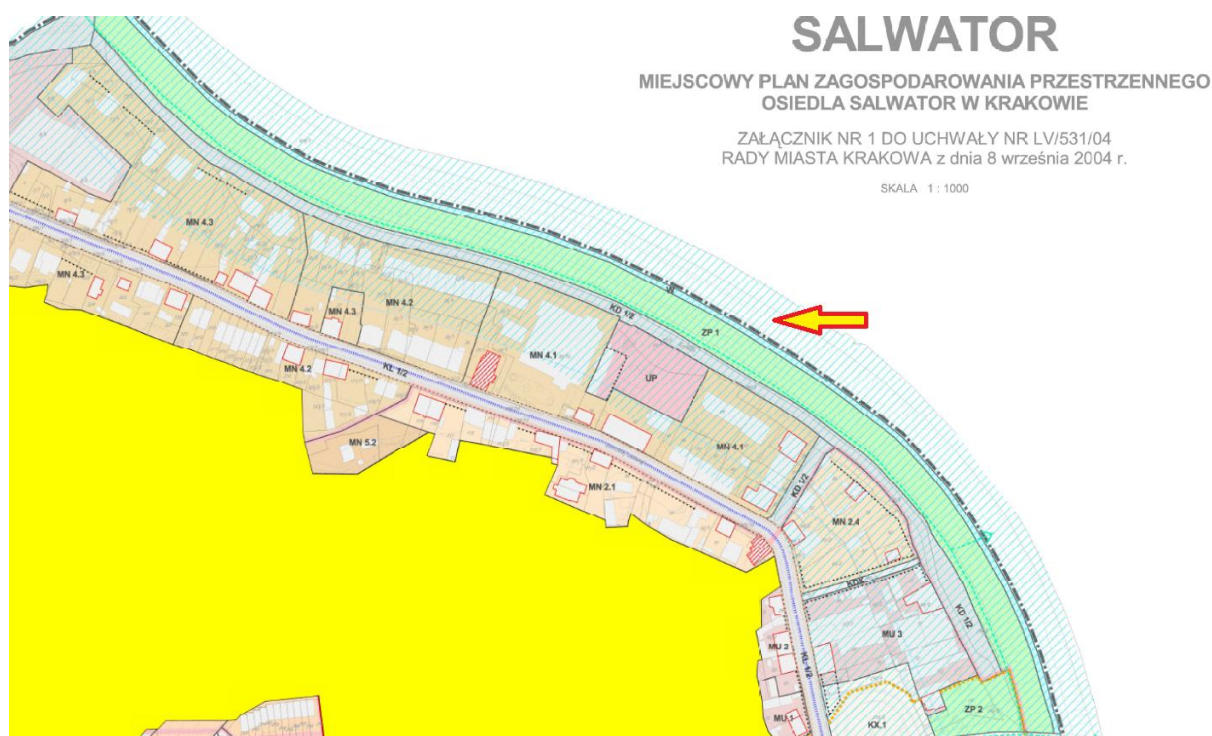 SALWATOR
MIEJSCOWY PLAN ZAGOSPODAROWANIA PRZESTRZENNEGO
OSIEDLA SALWATOR W KRAKOWIE
ZAŁĄCZNIK NR 1 DO UCHWAŁY NR LV/531/04
RADY MIASTA KRAKOWA z dnia 8 września 2004 r.
SKALA 1 : 1000
MN 4.3
MN 4.3
MN 4.2
MN 4.3
KD 1/2
W
ZP 1
MN 4.1
UP
KL 1/2
MN 4.2
MN 5.2
MN 4.1
MN 2.1
KD 1/2
MN 2.4
KDX
KD 1/2
MU 3
MU 2
KL 1/2
MU 1
KX.1
ZP 2